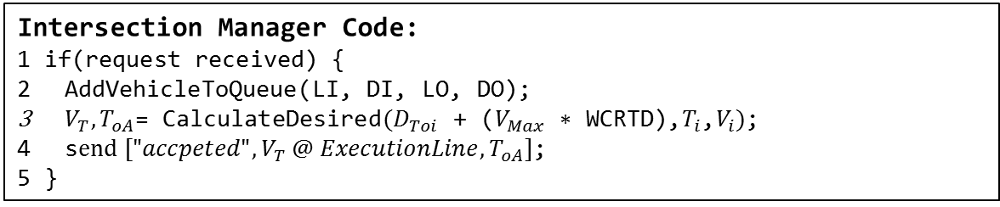 Intersection Manager Code:
1 if(request received) {
2 AddVehicleToQueue(LI, DI, LO, DO);
3 V_T,T_oA= CalculateDesired(D_Toi + (V_Max * WCRTD),T_i,V_i);
4 send ["accpeted",V_T @ ExecutionLine,T_oA];
5 }